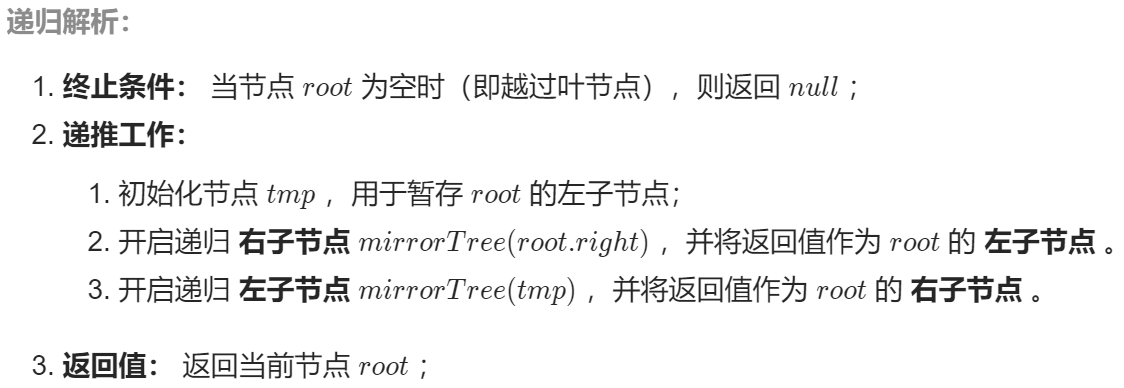 递归解析：
1. 终止条件： 当节点 root 为空时（即越过叶节点），则返回 null ；
2. 递推工作：
1. 初始化节点 tmp ，用于暂存 root 的左子节点；
2. 开启递归 右子节点 mirrorTree(root.right) ，并将返回值作为 root 的 左子节点 。
3. 开启递归 左子节点 mirrorTree(tmp) ，并将返回值作为 root 的 右子节点 。
3. 返回值： 返回当前节点 root ；